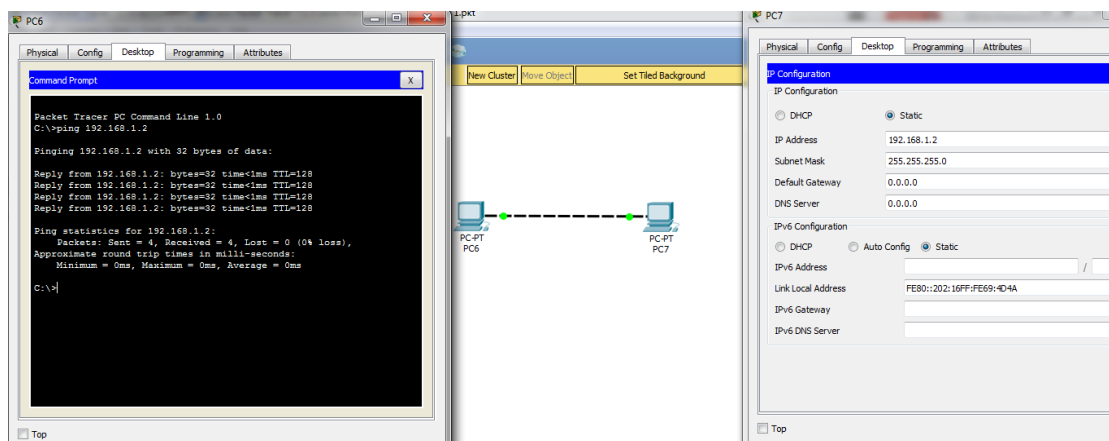 PC6
Physical Config Desktop Programming Attributes
Command Prompt X
Packet Tracer PC Command Line 1.0
C:\>ping 192.168.1.2
Pinging 192.168.1.2 with 32 bytes of data:
Reply from 192.168.1.2: bytes=32 time<1ms TTL=128
Reply from 192.168.1.2: bytes=32 time<1ms TTL=128
Reply from 192.168.1.2: bytes=32 time<1ms TTL=128
Reply from 192.168.1.2: bytes=32 time<1ms TTL=128
Ping statistics for 192.168.1.2:
Packets: Sent = 4, Received = 4, Lost = 0 (0% loss),
Approximate round trip times in milli-seconds:
Minimum = 0ms, Maximum = 0ms, Average = 0ms
C:\>
Top
1.pkt
New Cluster Move Object Set Tiled Background
PC-PT
PC6
PC-PT
PC7
PC7
Physical Config Desktop Programming Attributes
IP Configuration
IP Configuration
DHCP Static
IP Address 192.168.1.2
Subnet Mask 255.255.255.0
Default Gateway 0.0.0.0
DNS Server 0.0.0.0
IPv6 Configuration
DHCP Auto Config Static
IPv6 Address /
Link Local Address FE80::202:16FF:FE69:4D4A
IPv6 Gateway
IPv6 DNS Server
Top